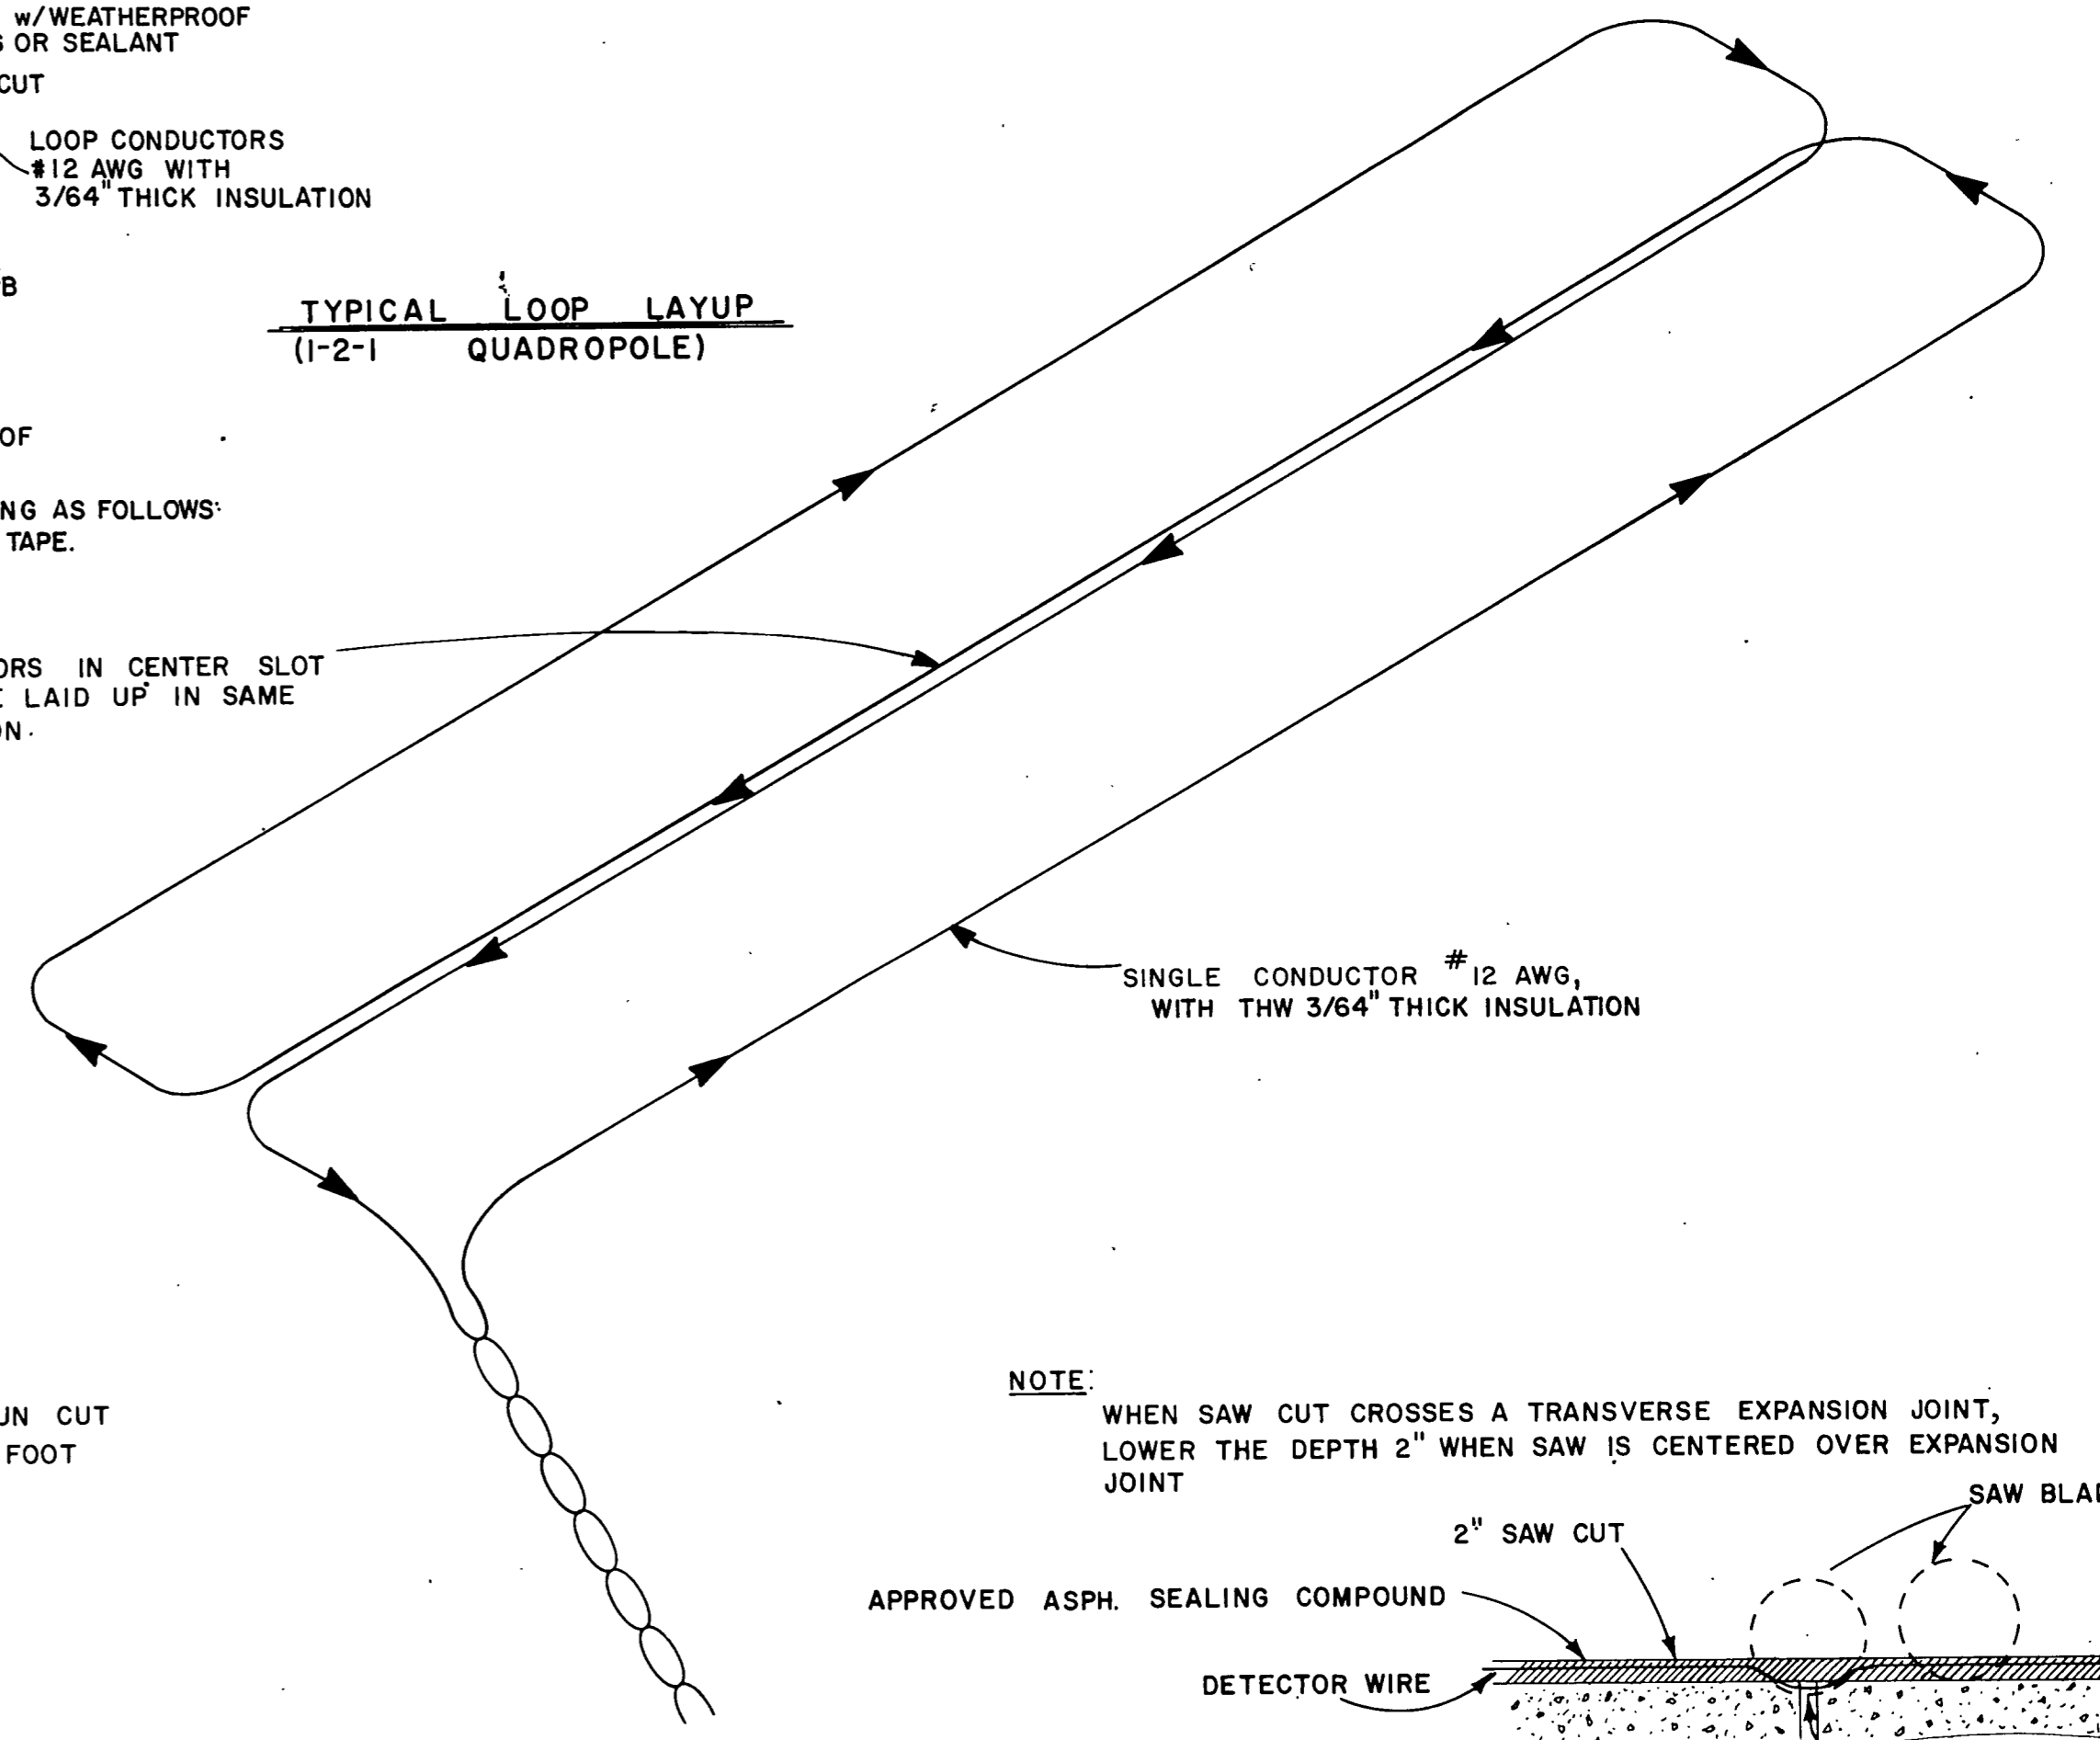 w/WEATHERPROOF
OR SEALANT
CUT
LOOP CONDUCTORS
#12 AWG WITH
3/64" THICK INSULATION
B
TYPICAL LOOP LAYUP
(1-2-1 QUADROPOLE)
OF
NG AS FOLLOWS:
TAPE.
ORS IN CENTER SLOT
E LAID UP IN SAME
ON.
SINGLE CONDUCTOR #12 AWG,
WITH THW 3/64" THICK INSULATION
UN CUT
FOOT
NOTE:
WHEN SAW CUT CROSSES A TRANSVERSE EXPANSION JOINT,
LOWER THE DEPTH 2" WHEN SAW IS CENTERED OVER EXPANSION
JOINT
SAW BLA
2" SAW CUT
APPROVED ASPH. SEALING COMPOUND
DETECTOR WIRE